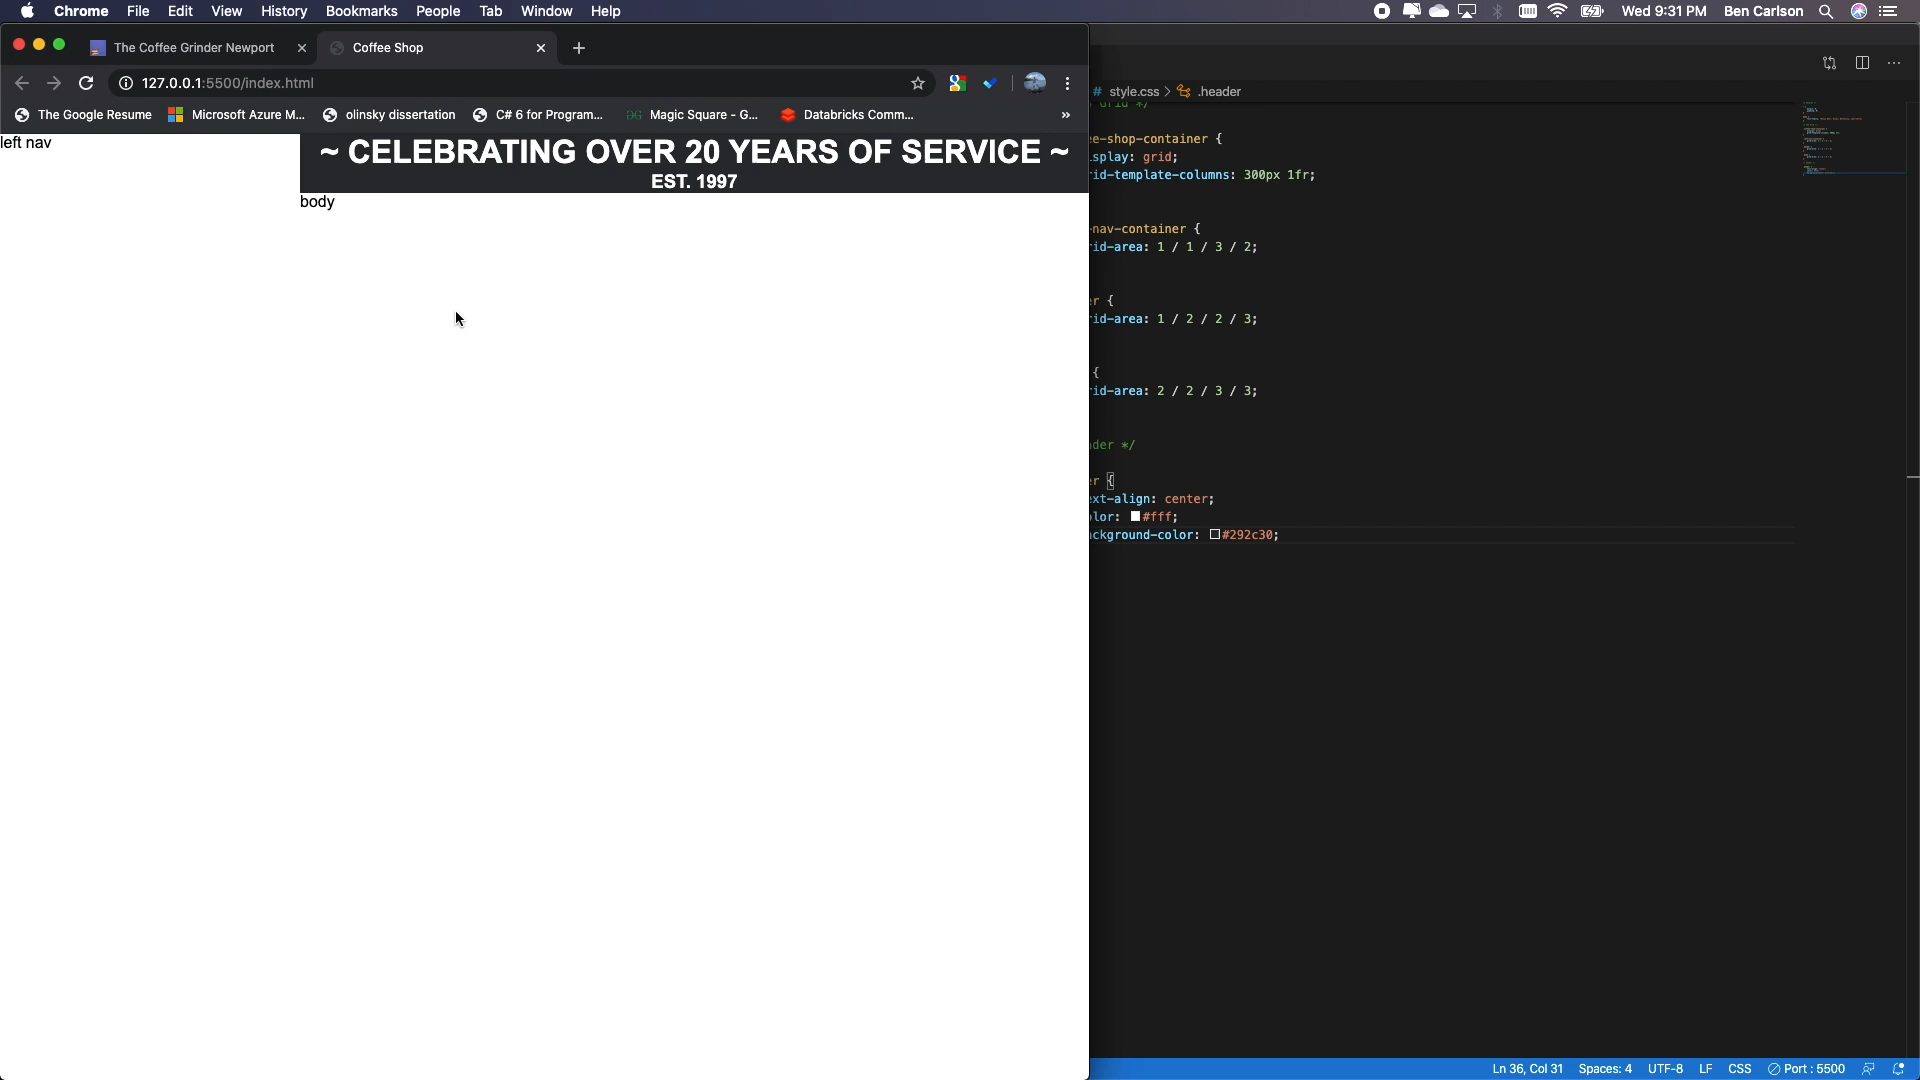 Chrome File Edit View History Bookmarks People Tab Window Help
Wed 9:31 PM Ben Carlson
The Coffee Grinder Newport
Coffee Shop
127.0.0.1:5500/index.html
The Google Resume
Microsoft Azure M...
olinsky dissertation
C# 6 for Program...
Magic Square - G...
Databricks Comm...
»
left nav
~ CELEBRATING OVER 20 YEARS OF SERVICE ~
EST. 1997
body
# style.css > .header
Grid */
e-shop-container {
splay: grid;
id-template-columns: 300px 1fr;
-nav-container {
id-area: 1 / 1 / 3 / 2;
er {
id-area: 1 / 2 / 2 / 3;
{
id-area: 2 / 2 / 3 / 3;
der */
er {
xt-align: center;
lor: #fff;
ckground-color: #292c30;
Ln 36, Col 31 Spaces: 4 UTF-8 LF CSS Port : 5500